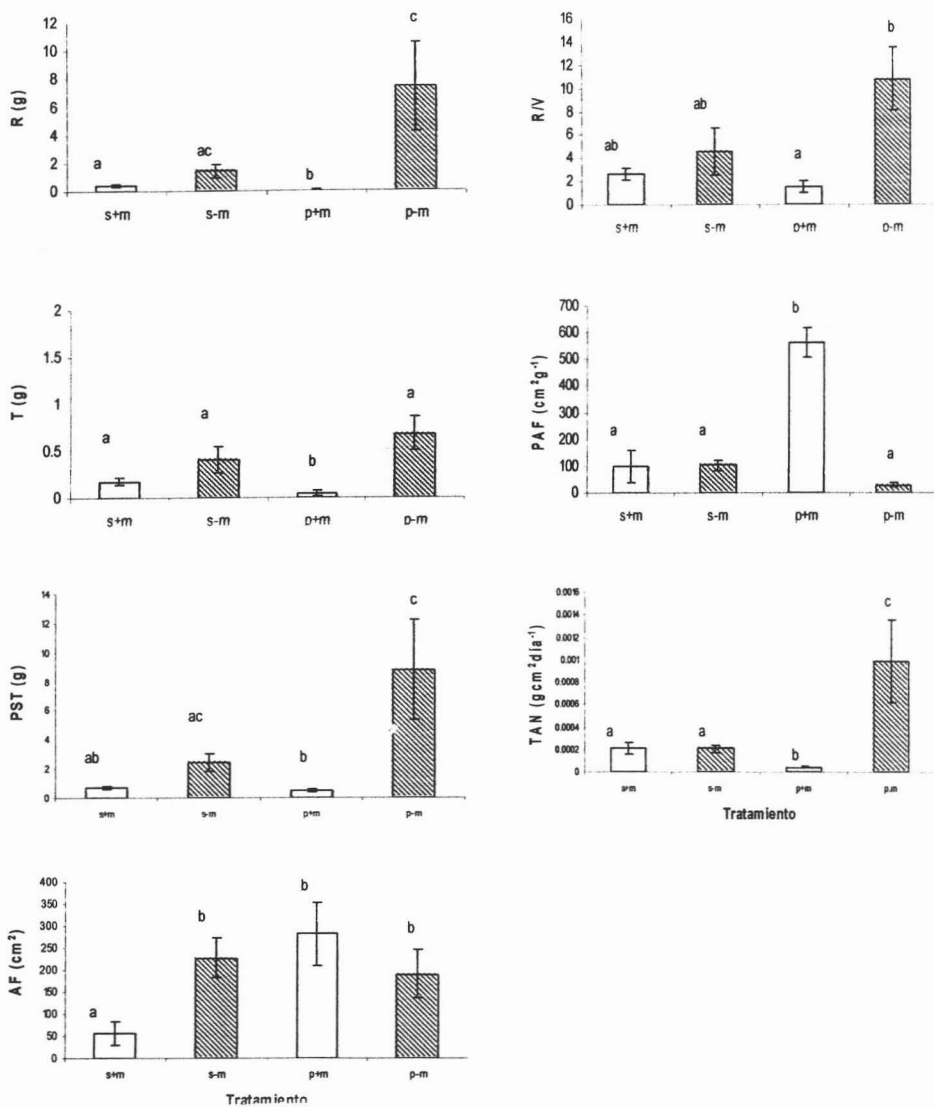 R (g)
12
10
8
6
4
2
0
a
ac
b
c
s+m
s-m
p+m
p-m
R/V
16
14
12
10
8
6
4
2
0
ab
ab
a
b
s+m
s-m
p+m
p-m
T (g)
2
1.5
1
0.5
0
a
a
b
a
s+m
s-m
p+m
p-m
PAF (cm²g⁻¹)
700
600
500
400
300
200
100
0
a
a
b
a
s+m
s-m
p+m
p-m
PST (g)
14
12
10
8
6
4
2
0
ab
ac
b
c
s+m
s-m
p+m
p-m
TAN (gcm²día⁻¹)
0.0016
0.0014
0.0012
0.001
0.0008
0.0006
0.0004
0.0002
0
a
a
b
c
s+m
s-m
p+m
p.m
Tratamiento
AF (cm²)
400
350
300
250
200
150
100
50
0
a
b
b
b
s+m
s-m
p+m
p-m
Tratamiento